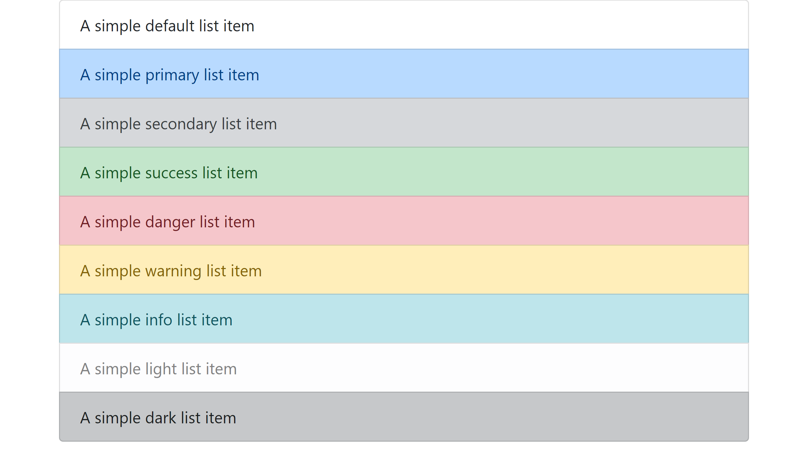 A simple default list item
A simple primary list item
A simple secondary list item
A simple success list item
A simple danger list item
A simple warning list item
A simple info list item
A simple light list item
A simple dark list item